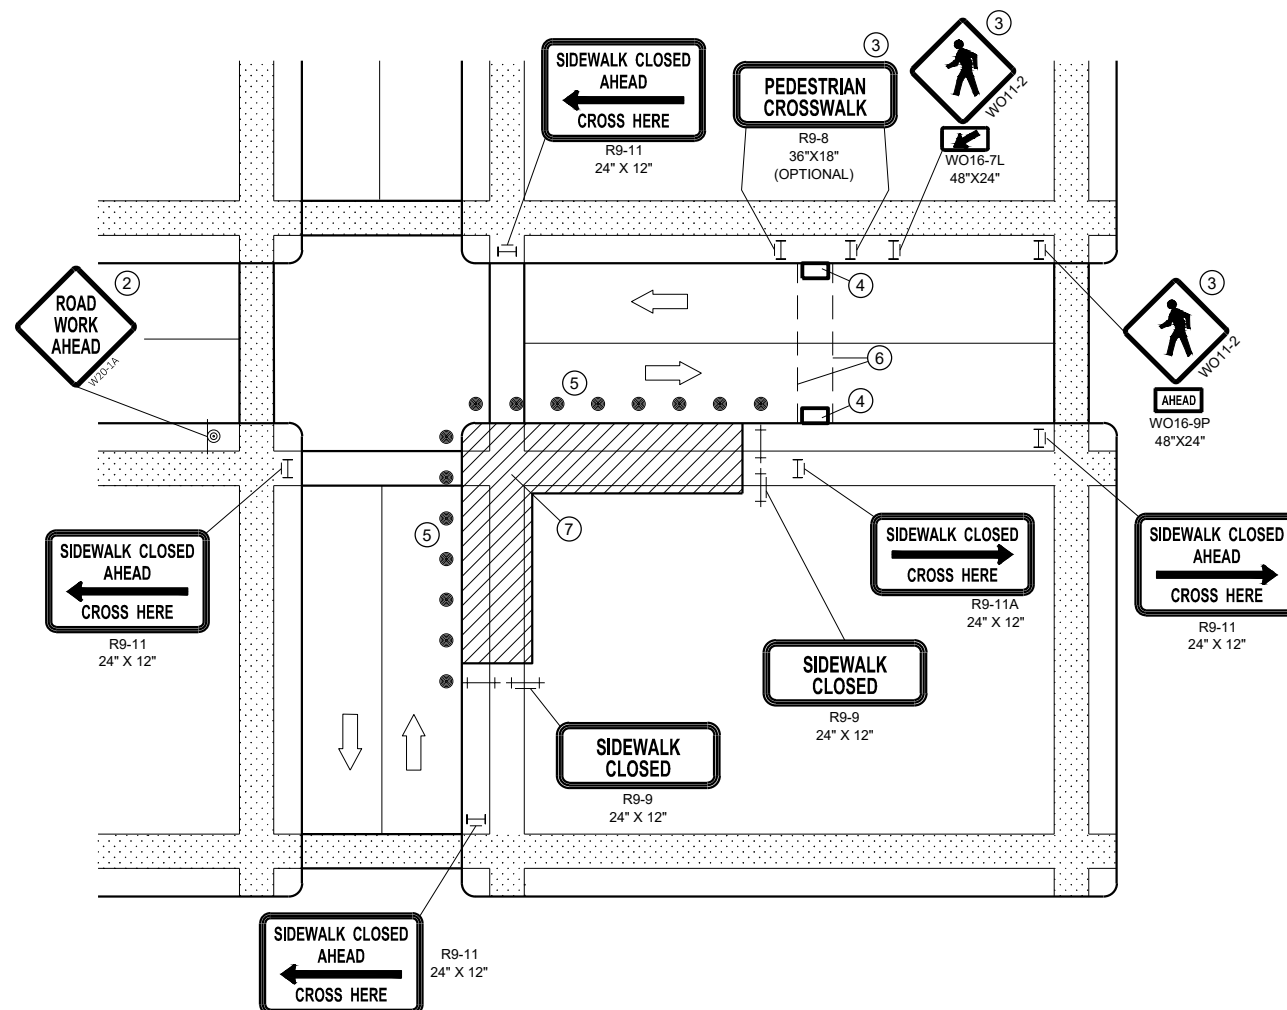 3
WO11-2
WO16-7L
48"X24"
3
PEDESTRIAN
CROSSWALK
R9-8
36"X18"
(OPTIONAL)
SIDEWALK CLOSED
AHEAD
CROSS HERE
R9-11
24" X 12"
2
ROAD
WORK
AHEAD
W20-1A
4
3
WO11-2
AHEAD
WO16-9P
48"X24"
6
5
4
5
7
SIDEWALK CLOSED
AHEAD
CROSS HERE
R9-11
24" X 12"
SIDEWALK CLOSED
CROSS HERE
R9-11A
24" X 12"
SIDEWALK CLOSED
AHEAD
CROSS HERE
R9-11
24" X 12"
SIDEWALK
CLOSED
R9-9
24" X 12"
SIDEWALK
CLOSED
R9-9
24" X 12"
SIDEWALK CLOSED
AHEAD
CROSS HERE
R9-11
24" X 12"